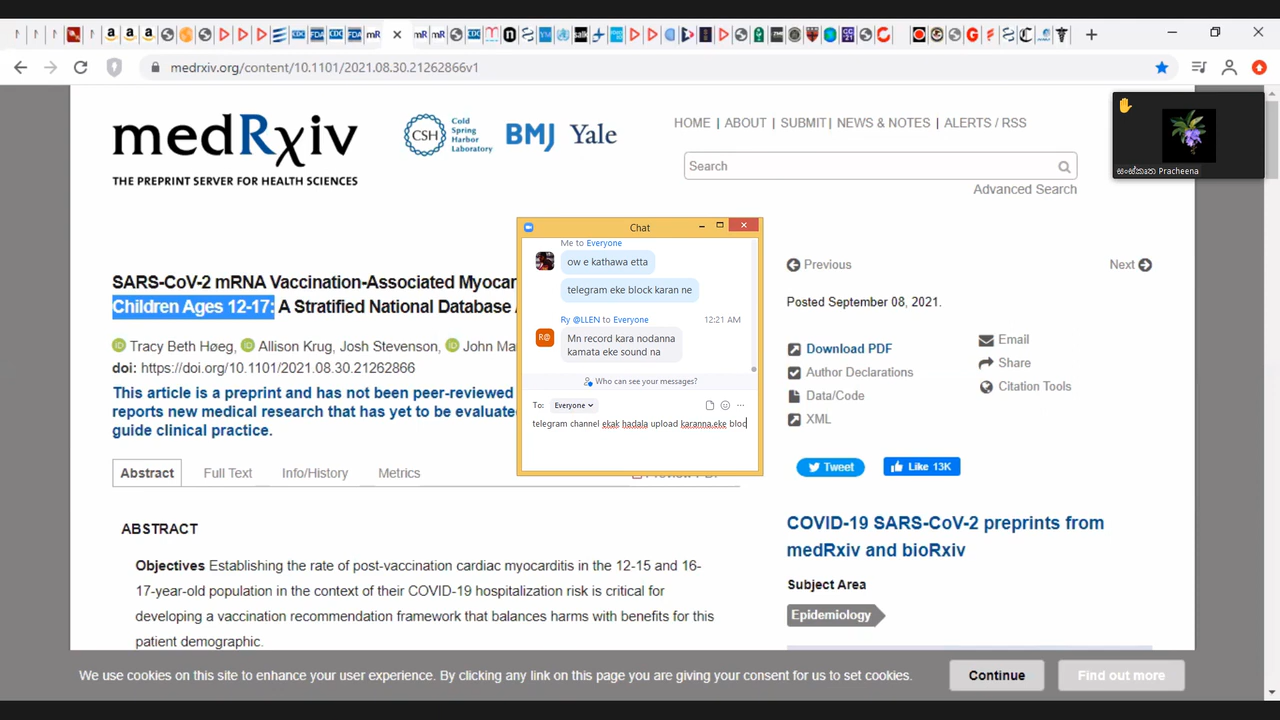 medrxiv.org/content/10.1101/2021.08.30.21262866v1
medRxiv
THE PREPRINT SERVER FOR HEALTH SCIENCES
CSH
Cold
Spring
Harbor
Laboratory
BMJ
Yale
HOME | ABOUT | SUBMIT | NEWS & NOTES | ALERTS / RSS
Search
Advanced Search
සංස්කෘත Pracheena
SARS-CoV-2 mRNA Vaccination-Associated Myocar
Children Ages 12-17: A Stratified National Database
Tracy Beth Høeg, Allison Krug, Josh Stevenson, John Ma
doi: https://doi.org/10.1101/2021.08.30.21262866
This article is a preprint and has not been peer-reviewed
reports new medical research that has yet to be evaluate
guide clinical practice.
Abstract Full Text Info/History Metrics
ABSTRACT
Objectives Establishing the rate of post-vaccination cardiac myocarditis in the 12-15 and 16-
17-year-old population in the context of their COVID-19 hospitalization risk is critical for
developing a vaccination recommendation framework that balances harms with benefits for this
patient demographic.
Chat
Me to Everyone
ow e kathawa etta
telegram eke block karan ne
Ry @LLEN to Everyone 12:21 AM
R@
Mn record kara nodanna
kamata eke sound na
Who can see your messages?
To: Everyone
telegram channel ekak hadala upload karanna.eke bloc
Previous Next
Posted September 08, 2021.
Download PDF
Author Declarations
Data/Code
XML
Email
Share
Citation Tools
Tweet
Like 13K
COVID-19 SARS-CoV-2 preprints from
medRxiv and bioRxiv
Subject Area
Epidemiology
We use cookies on this site to enhance your user experience. By clicking any link on this page you are giving your consent for us to set cookies.
Continue
Find out more